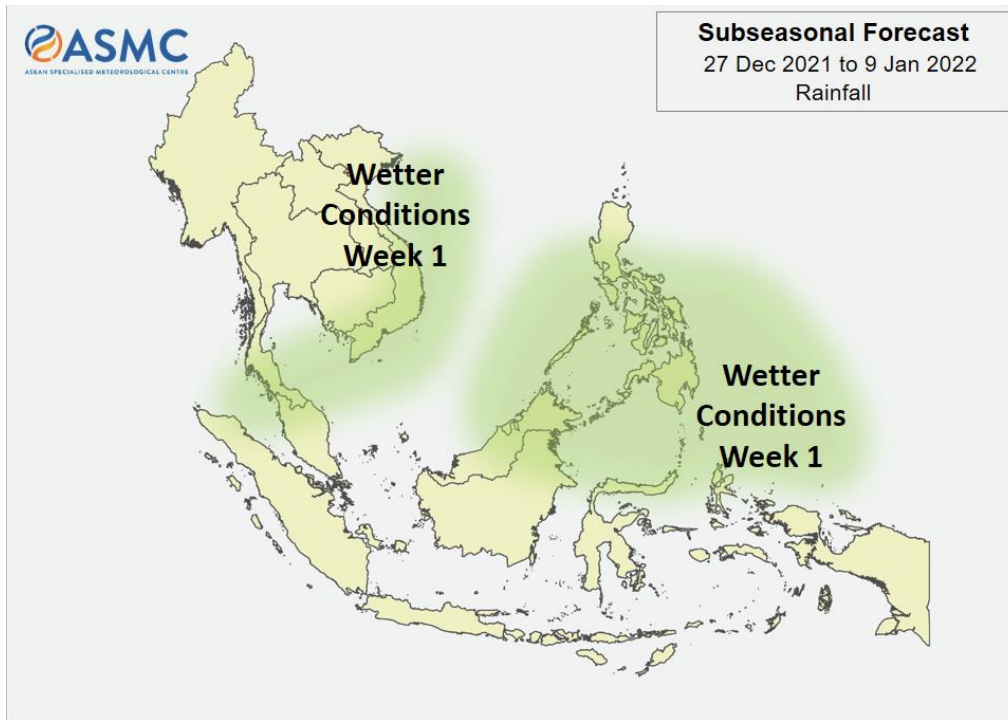 ASMC
ASEAN SPECIALISED METEOROLOGICAL CENTRE
Subseasonal Forecast
27 Dec 2021 to 9 Jan 2022
Rainfall
Wetter
Conditions
Week 1
Wetter
Conditions
Week 1